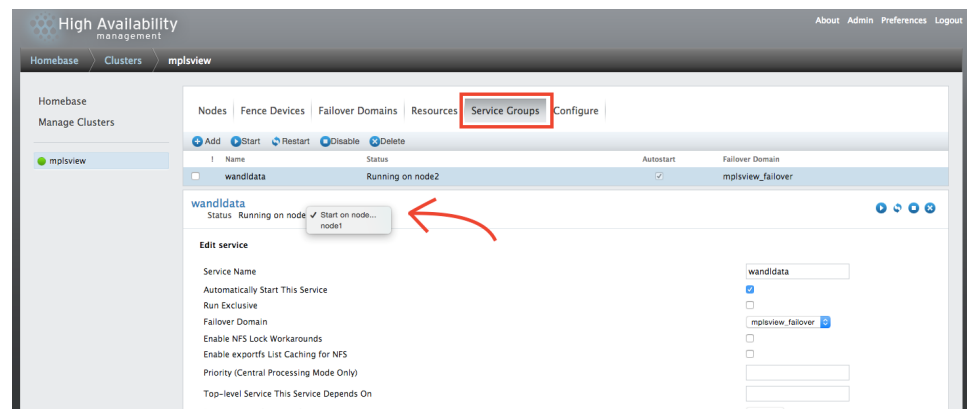 High Availability
management
About Admin Preferences Logout
Homebase Clusters mplsview
Homebase
Manage Clusters
mplsview
Nodes Fence Devices Failover Domains Resources Service Groups Configure
Add Start Restart Disable Delete
! Name Status Autostart Failover Domain
wandldata Running on node2 mplsview_failover
wandldata
Status Running on node ✓ Start on node...
node1
Edit service
Service Name wandldata
Automatically Start This Service
Run Exclusive
Failover Domain mplsview_failover
Enable NFS Lock Workarounds
Enable exportfs List Caching for NFS
Priority (Central Processing Mode Only)
Top-level Service This Service Depends On